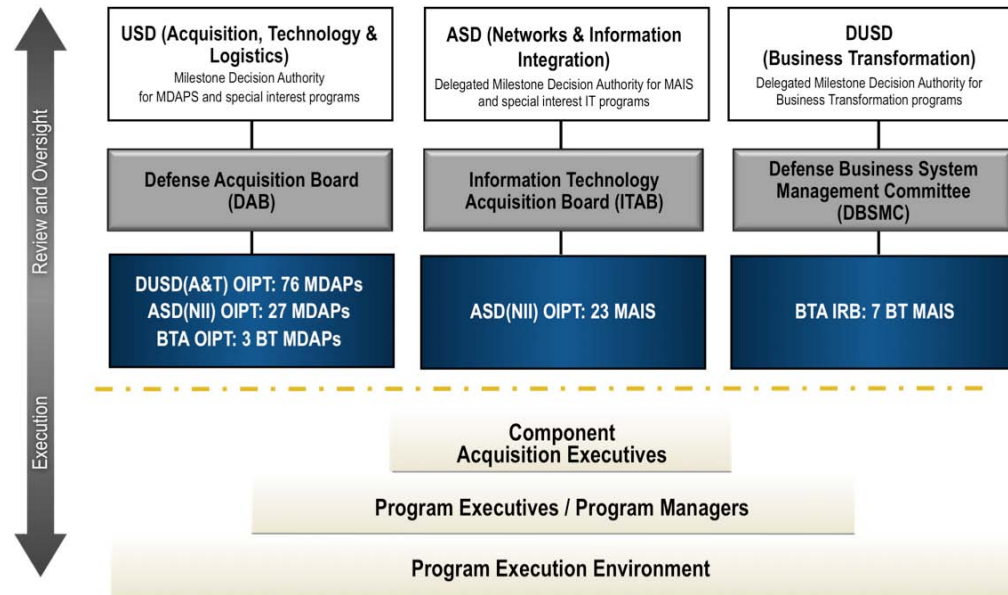 USD (Acquisition, Technology &
Logistics)
Milestone Decision Authority
for MDAPS and special interest programs
ASD (Networks & Information
Integration)
Delegated Milestone Decision Authority for MAIS
and special interest IT programs
DUSD
(Business Transformation)
Delegated Milestone Decision Authority for
Business Transformation programs
Review and Oversight
Defense Acquisition Board
(DAB)
Information Technology
Acquisition Board (ITAB)
Defense Business System
Management Committee
(DBSMC)
DUSD(A&T) OIPT: 76 MDAPs
ASD(NII) OIPT: 27 MDAPs
BTA OIPT: 3 BT MDAPs
ASD(NII) OIPT: 23 MAIS
BTA IRB: 7 BT MAIS
Execution
Component
Acquisition Executives
Program Executives / Program Managers
Program Execution Environment